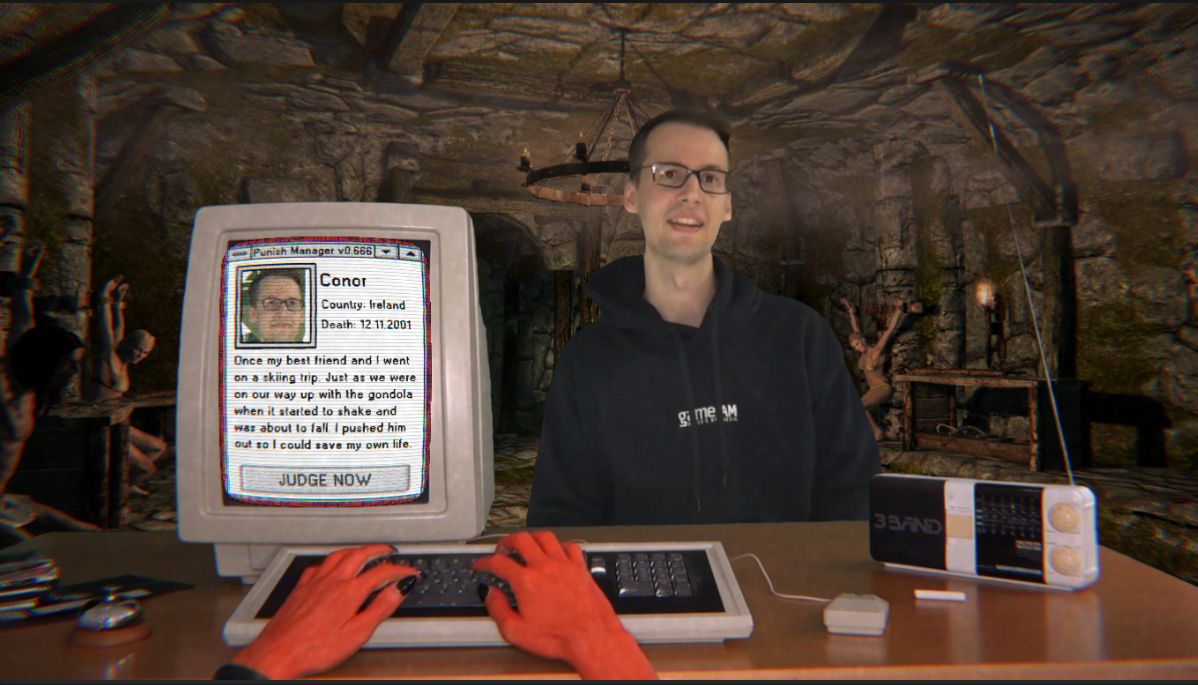 Punish Manager v0.666
Conor
Country: Ireland
Death: 12.11.2001
Once my best friend and I went
on a skiing trip. Just as we were
on our way up with the gondola
when it started to shake and
was about to fall. I pushed him
out so I could save my own life.
JUDGE NOW
3 BAND